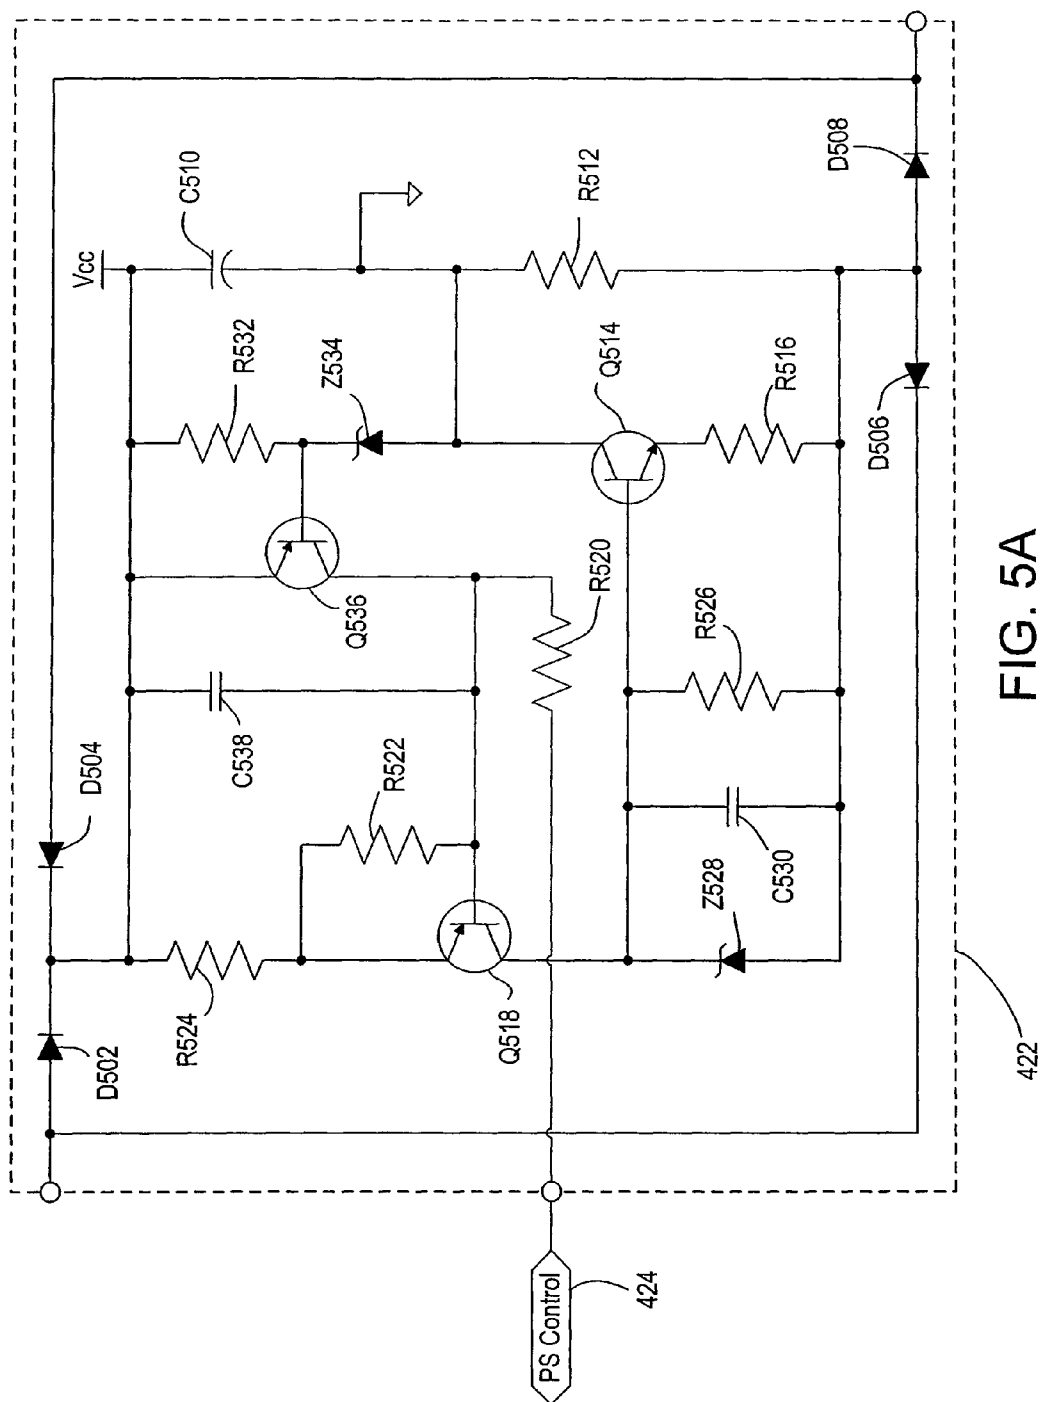 Vcc
C510
R532
Z534
Q536
C538
D504
R522
R524
D502
Q518
R512
Q514
R516
D508
D506
R520
R526
Z528
C530
PS Control
424
422
FIG. 5A